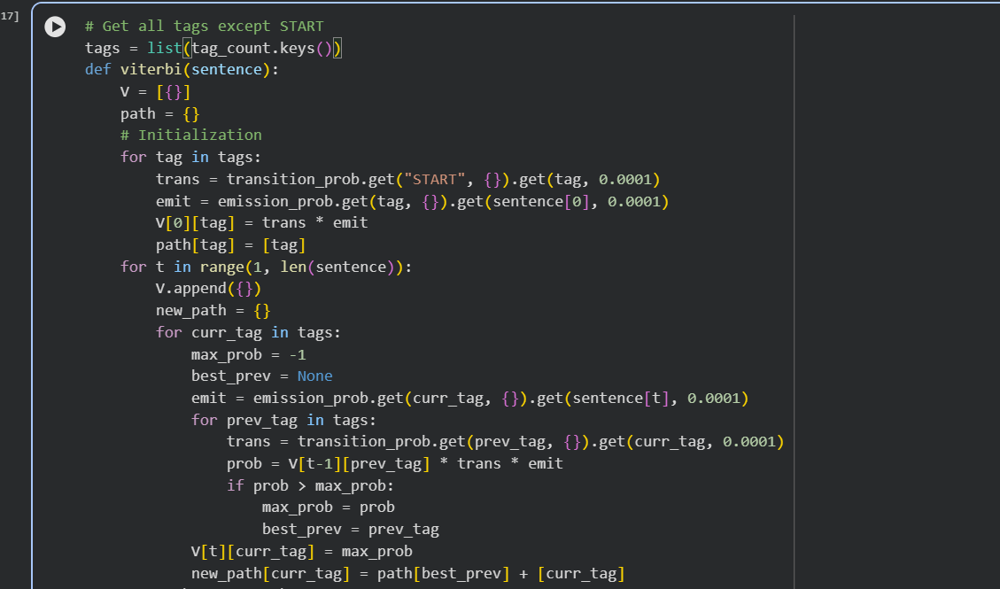 17]
# Get all tags except START
tags = list(tag_count.keys())
def viterbi(sentence):
    V = [{}]
    path = {}
    # Initialization
    for tag in tags:
        trans = transition_prob.get("START", {}).get(tag, 0.0001)
        emit = emission_prob.get(tag, {}).get(sentence[0], 0.0001)
        V[0][tag] = trans * emit
        path[tag] = [tag]
    for t in range(1, len(sentence)):
        V.append({})
        new_path = {}
        for curr_tag in tags:
            max_prob = -1
            best_prev = None
            emit = emission_prob.get(curr_tag, {}).get(sentence[t], 0.0001)
            for prev_tag in tags:
                trans = transition_prob.get(prev_tag, {}).get(curr_tag, 0.0001)
                prob = V[t-1][prev_tag] * trans * emit
                if prob > max_prob:
                    max_prob = prob
                    best_prev = prev_tag
            V[t][curr_tag] = max_prob
            new_path[curr_tag] = path[best_prev] + [curr_tag]